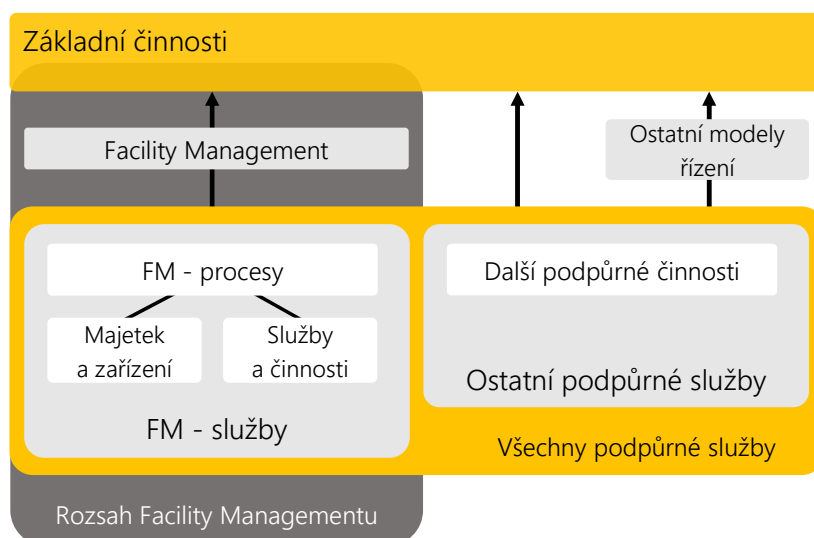 Základní činnosti
Facility Management
Ostatní modely
řízení
FM - procesy
Majetek
a zařízení
Služby
a činnosti
FM - služby
Další podpůrné činnosti
Ostatní podpůrné služby
Všechny podpůrné služby
Rozsah Facility Managementu